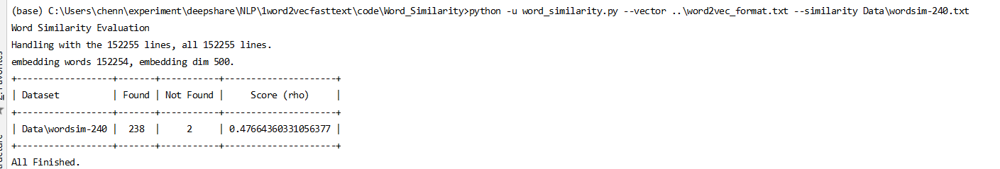 (base) C:\Users\chenn\experiment\deepshare\NLP\1word2vecfasttext\code\Word_Similarity>python -u word_similarity.py --vector ..\word2vec_format.txt --similarity Data\wordsim-240.txt
Word Similarity Evaluation
Handling with the 152255 lines, all 152255 lines.
embedding words 152254, embedding dim 500.
+------------------+-------+-----------+---------------------+
| Dataset          | Found | Not Found |     Score (rho)     |
+------------------+-------+-----------+---------------------+
| Data\wordsim-240 |  238  |     2     | 0.47664360331056377 |
+------------------+-------+-----------+---------------------+
All Finished.